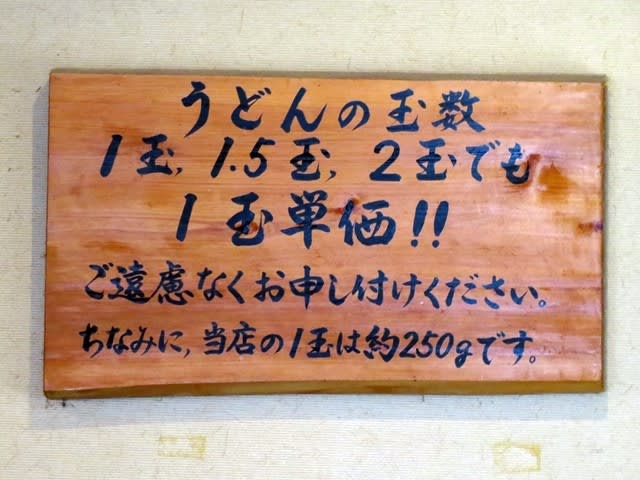 うどんの玉数
1玉,1.5玉,2玉でも
1玉単価!!
ご遠慮なくお申し付けください。
ちなみに,当店の1玉は約250gです。